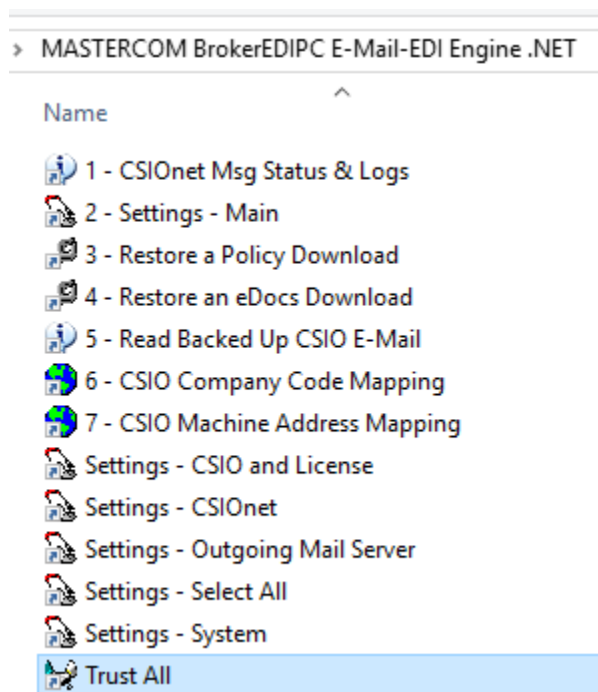 MASTERCOM BrokerEDIPC E-Mail-EDI Engine .NET
Name
1 - CSIOnet Msg Status & Logs
2 - Settings - Main
3 - Restore a Policy Download
4 - Restore an eDocs Download
5 - Read Backed Up CSIO E-Mail
6 - CSIO Company Code Mapping
7 - CSIO Machine Address Mapping
Settings - CSIO and License
Settings - CSIOnet
Settings - Outgoing Mail Server
Settings - Select All
Settings - System
Trust All